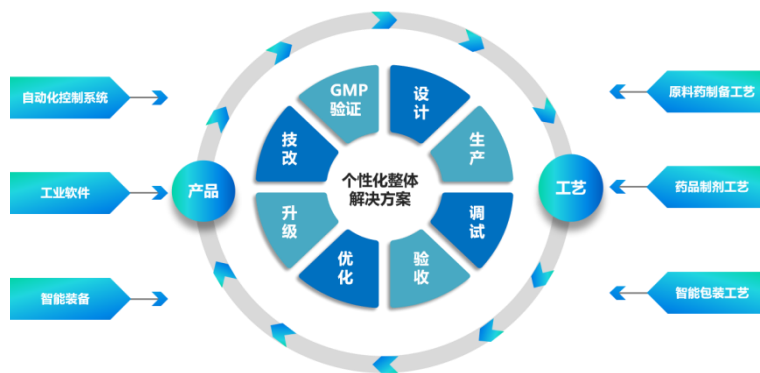 自动化控制系统
工业软件
智能装备
产品
GMP
验证
设
计
生
产
调
试
验
收
优
化
升
级
技
改
个性化整体
解决方案
工艺
原料药制备工艺
药品制剂工艺
智能包装工艺